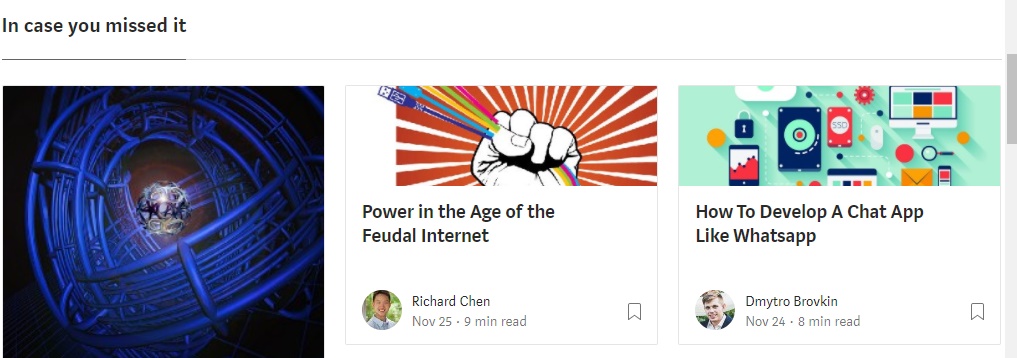 In case you missed it
Power in the Age of the
Feudal Internet
Richard Chen
Nov 25 · 9 min read
SSD
How To Develop A Chat App
Like Whatsapp
Dmytro Brovkin
Nov 24 · 8 min read